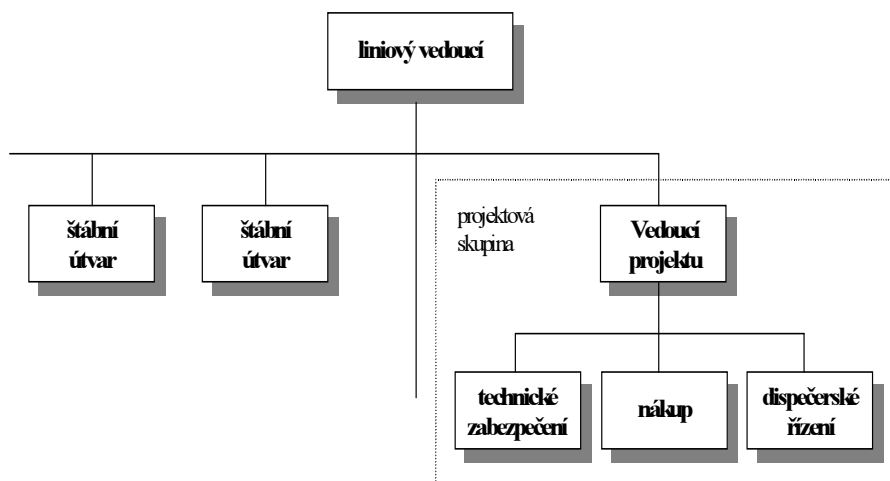 liniový vedoucí
štábní
útvar
štábní
útvar
projektová
skupina
Vedoucí
projektu
technické
zabezpečení
nákup
dispečerské
řízení